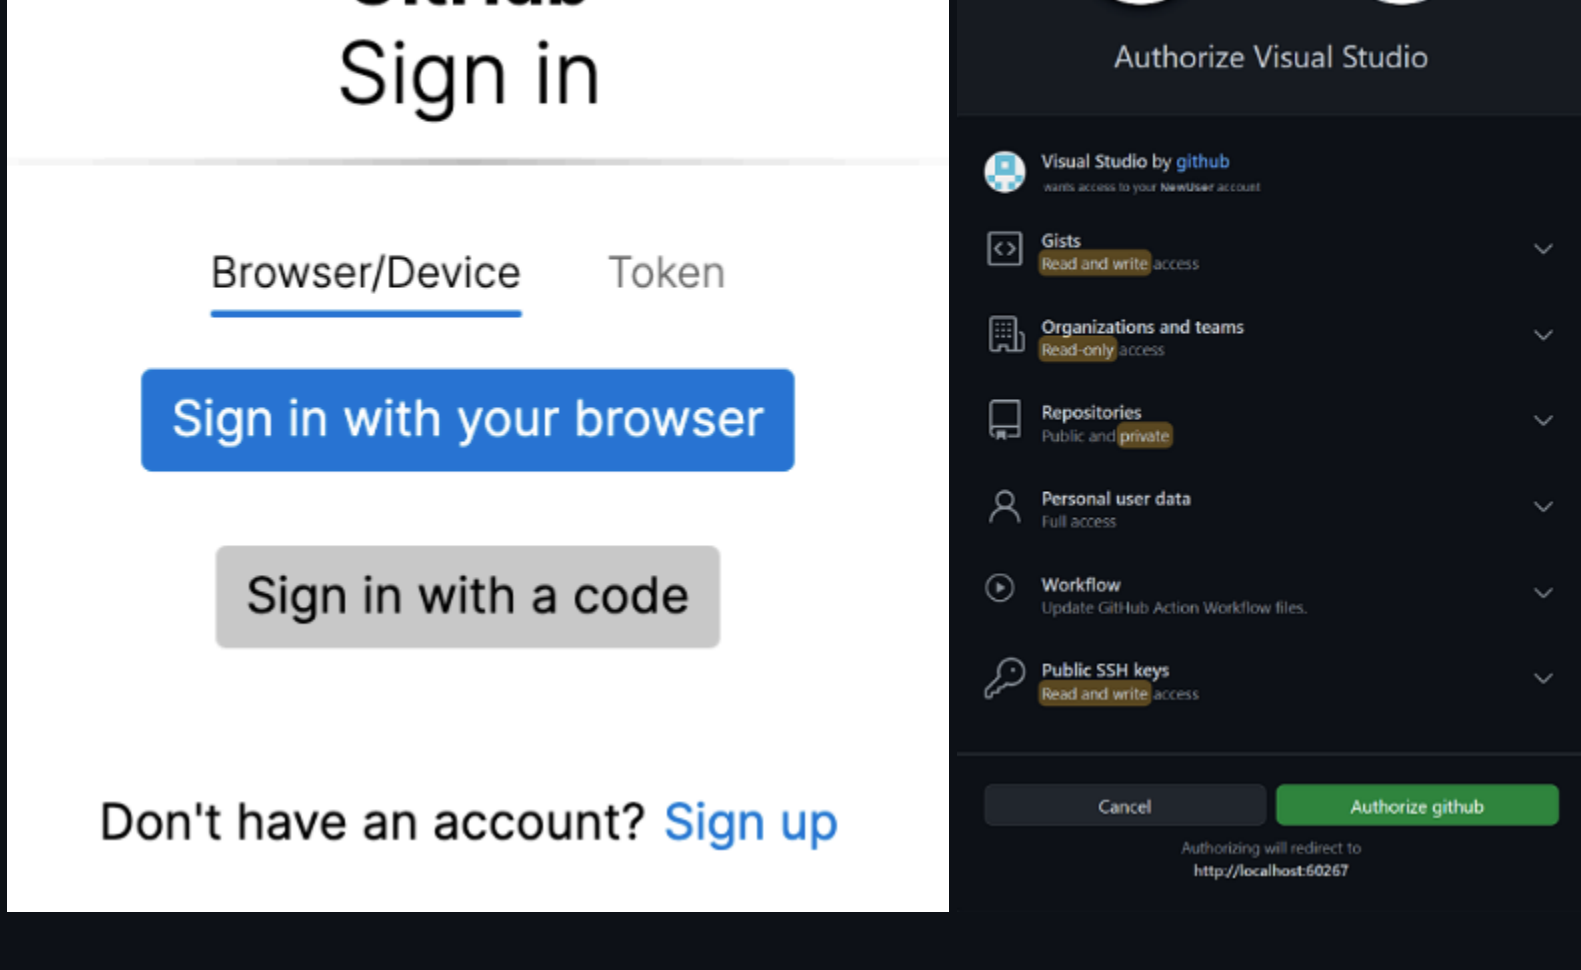 GitHub
Sign in
Browser/Device
Token
Sign in with your browser
Sign in with a code
Don't have an account? Sign up
Authorize Visual Studio
Visual Studio by github
wants access to your NewUser account
Gists
Read and write access
Organizations and teams
Read-only access
Repositories
Public and private
Personal user data
Full access
Workflow
Update GitHub Action Workflow files.
Public SSH keys
Read and write access
Cancel
Authorize github
Authorizing will redirect to
http://localhost:60267